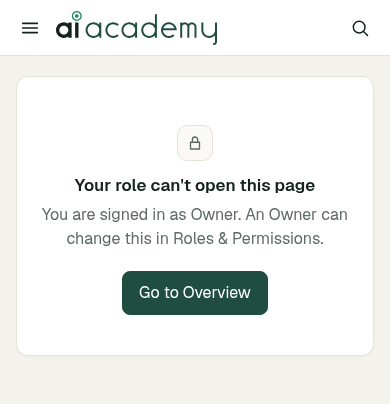 ai academy
Your role can't open this page
You are signed in as Owner. An Owner can
change this in Roles & Permissions.
Go to Overview